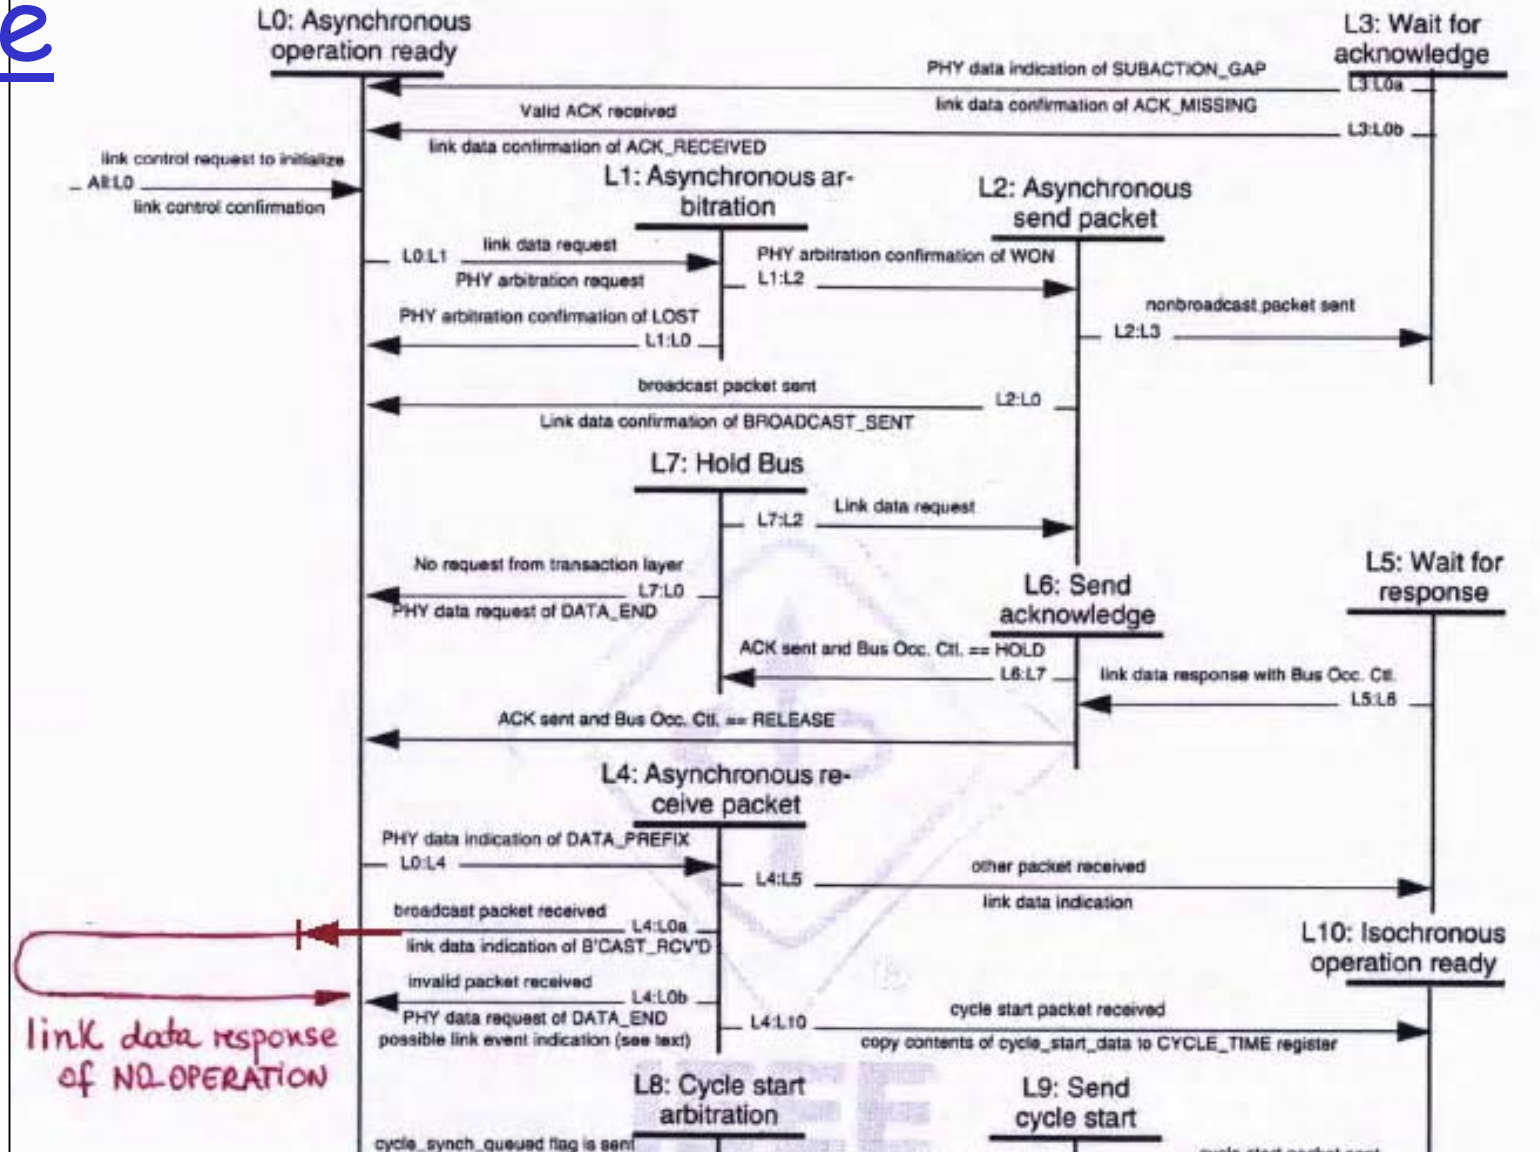 e
L0: Asynchronous
operation ready
L3: Wait for
acknowledge
PHY data indication of SUBACTION_GAP
L3:L0a
link data confirmation of ACK_MISSING
Valid ACK received
L3:L0b
link data confirmation of ACK_RECEIVED
link control request to initialize
All:L0
link control confirmation
L1: Asynchronous ar-
bitration
L2: Asynchronous
send packet
link data request
L0:L1
PHY arbitration request
PHY arbitration confirmation of WON
L1:L2
nonbroadcast packet sent
L2:L3
PHY arbitration confirmation of LOST
L1:L0
broadcast packet sent
L2:L0
Link data confirmation of BROADCAST_SENT
L7: Hold Bus
L7:L2
Link data request
No request from transaction layer
L7:L0
PHY data request of DATA_END
L6: Send
acknowledge
L5: Wait for
response
ACK sent and Bus Occ. Ctl. == HOLD
L6:L7
link data response with Bus Occ. Ctl.
L5:L6
ACK sent and Bus Occ. Ctl. == RELEASE
L4: Asynchronous re-
ceive packet
PHY data indication of DATA_PREFIX
L0:L4
other packet received
L4:L5
link data indication
broadcast packet received
L4:L0a
link data indication of B'CAST_RCV'D
L10: Isochronous
operation ready
invalid packet received
L4:L0b
PHY data request of DATA_END
possible link event indication (see text)
cycle start packet received
L4:L10
copy contents of cycle_start_data to CYCLE_TIME register
link data response
of NO_OPERATION
L8: Cycle start
arbitration
L9: Send
cycle start
cycle_synch_queued flag is sent
cycle start packet sent
IEEE